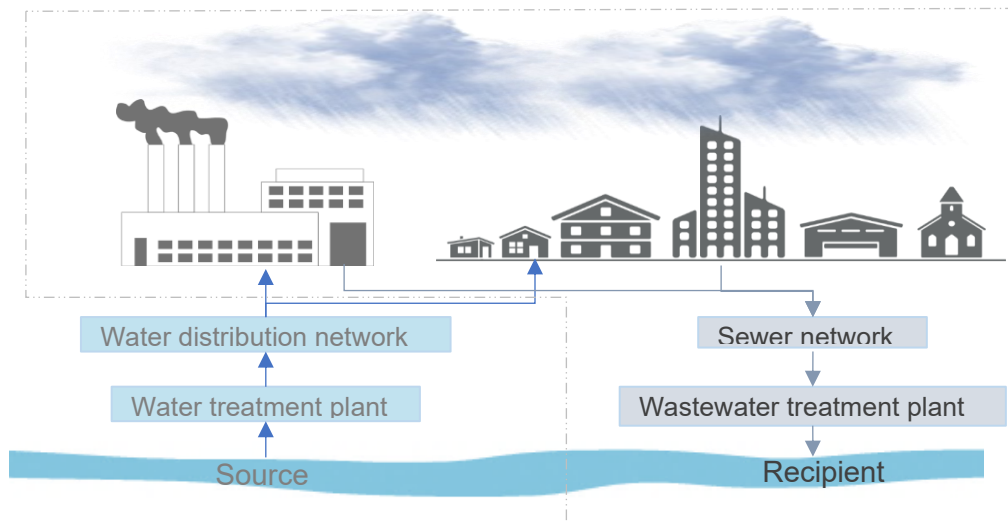 Water distribution network
Sewer network
Water treatment plant
Wastewater treatment plant
Source
Recipient